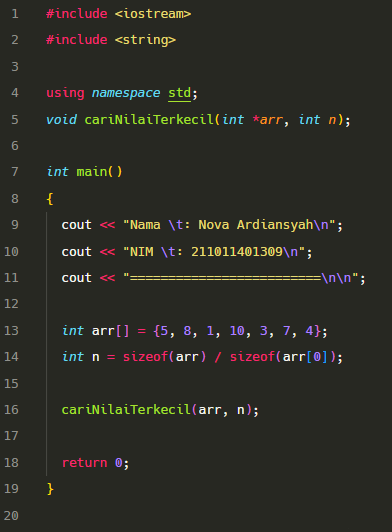 1 #include <iostream>
2 #include <string>
3
4 using namespace std;
5 void cariNilaiTerkecil(int *arr, int n);
6
7 int main()
8 {
9 cout << "Nama \t: Nova Ardiansyah\n";
10 cout << "NIM \t: 211011401309\n";
11 cout << "=========================\n\n";
12
13 int arr[] = {5, 8, 1, 10, 3, 7, 4};
14 int n = sizeof(arr) / sizeof(arr[0]);
15
16 cariNilaiTerkecil(arr, n);
17
18 return 0;
19 }
20